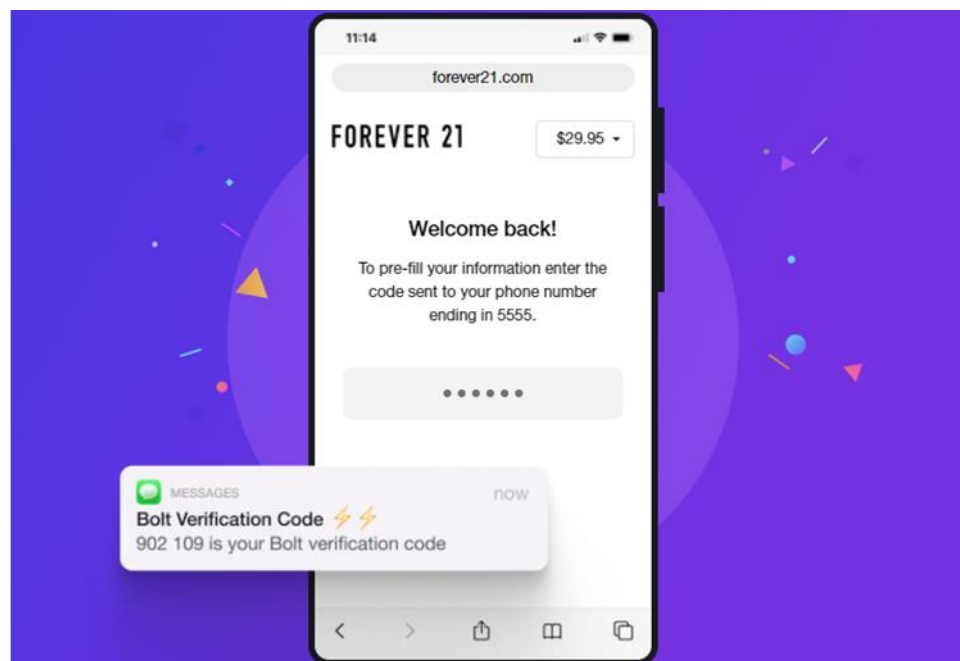 11:14
forever21.com
FOREVER 21
$29.95
Welcome back!
To pre-fill your information enter the
code sent to your phone number
ending in 5555.
MESSAGES now
Bolt Verification Code ⚡⚡
902 109 is your Bolt verification code